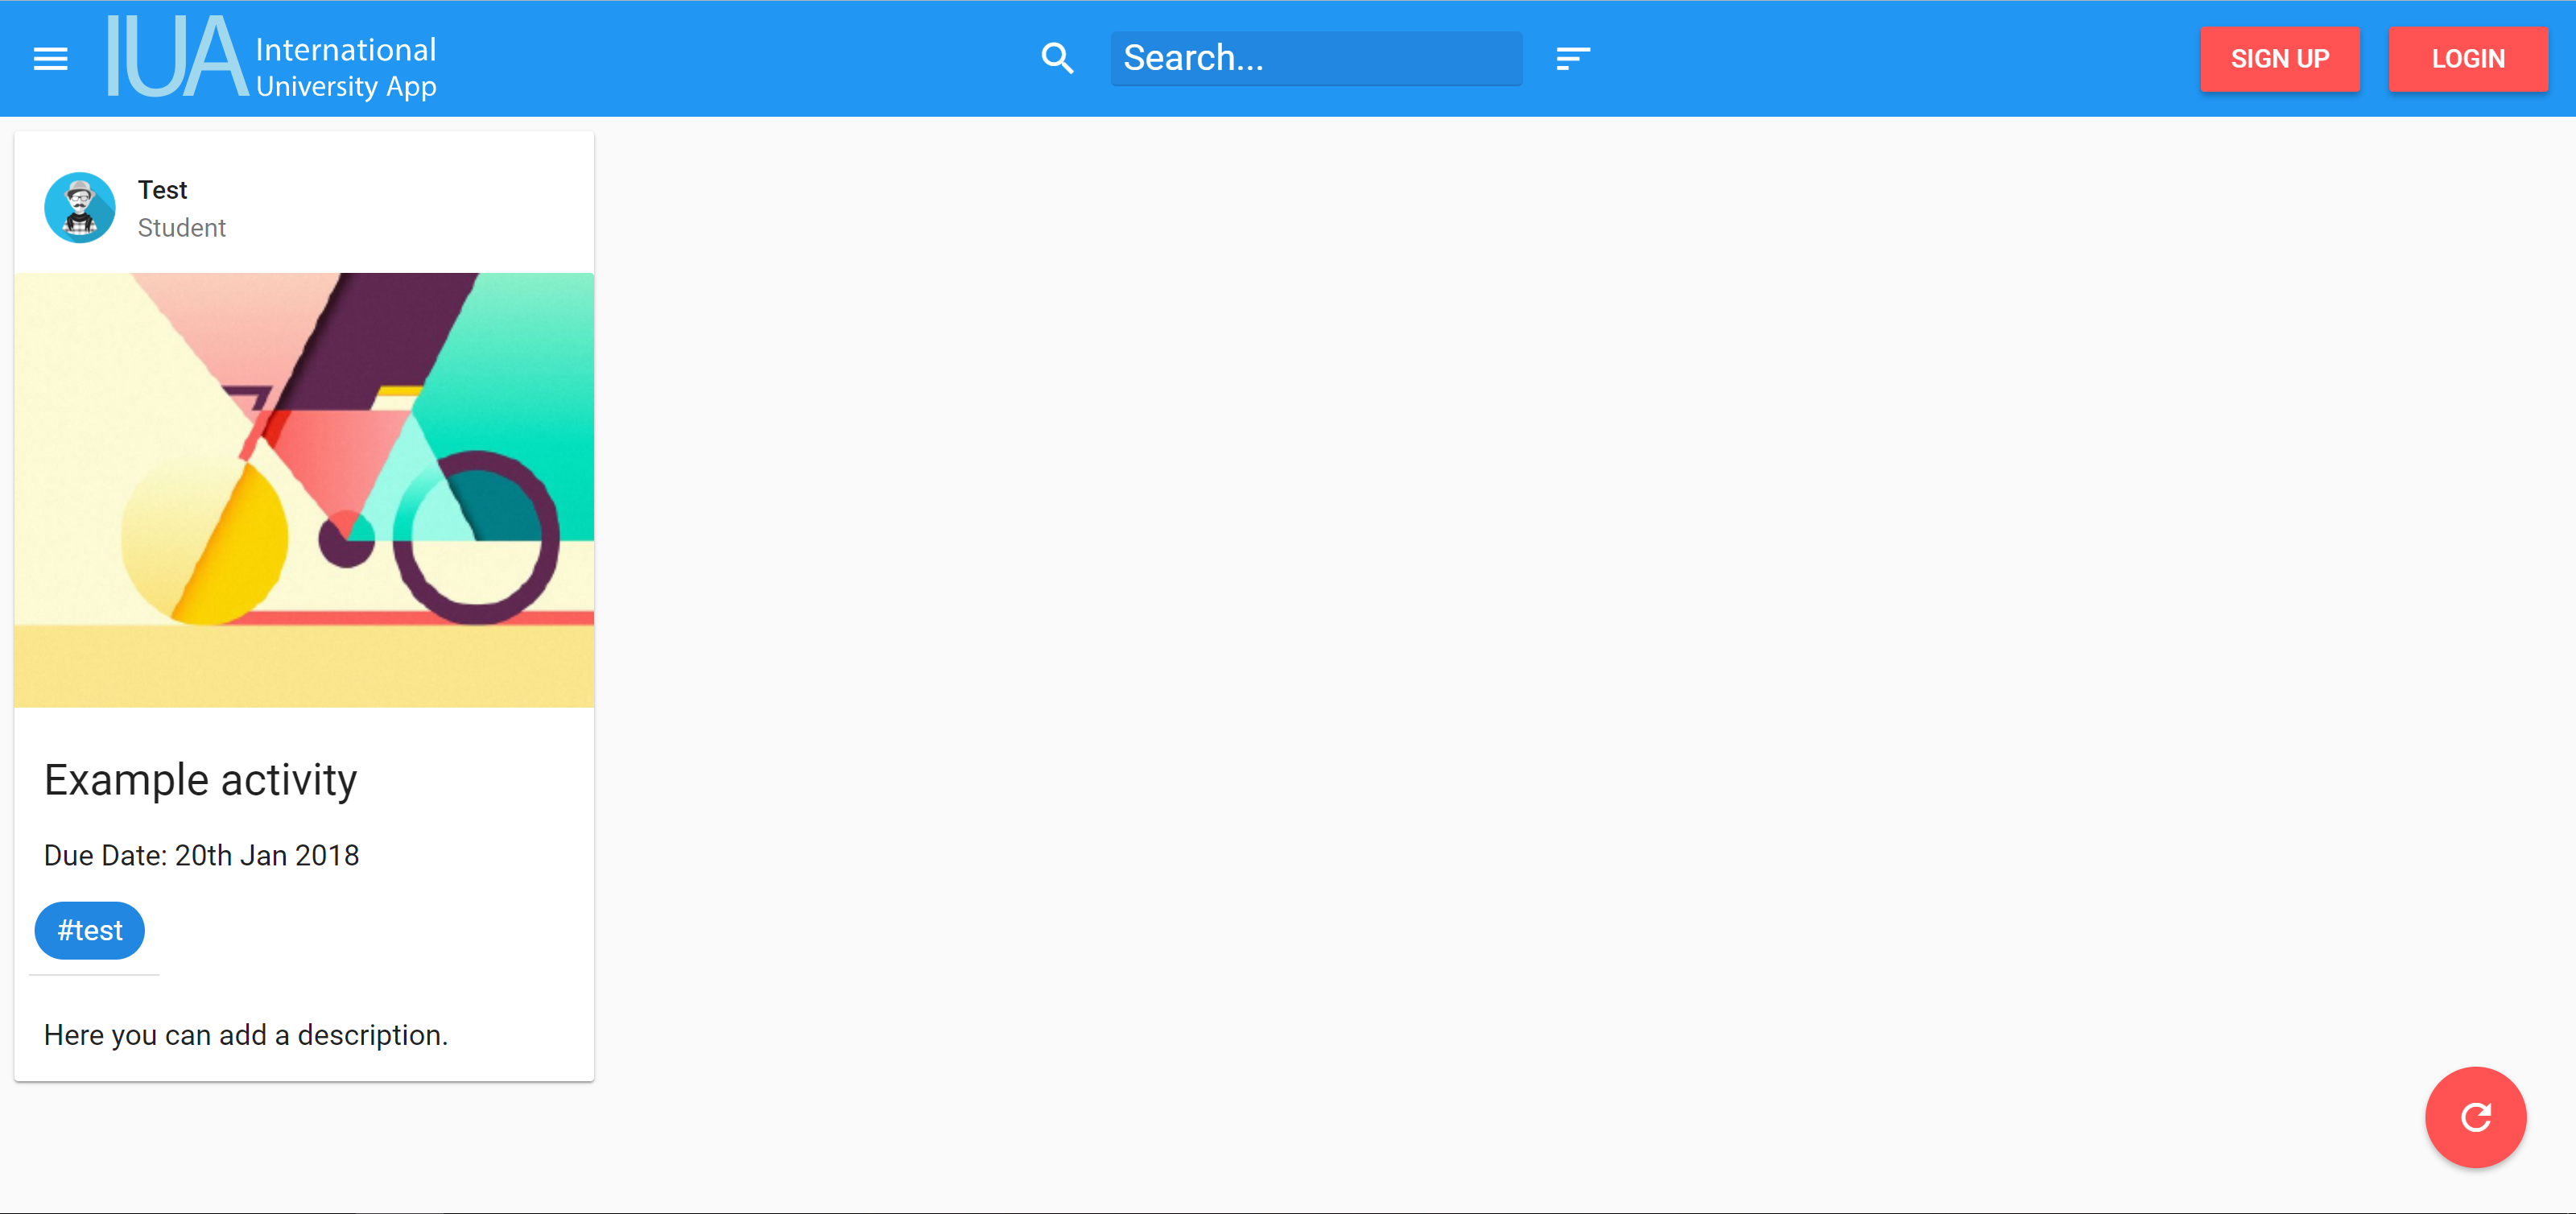 IUA International
University App
Search...
SIGN UP
LOGIN
Test
Student
Example activity
Due Date: 20th Jan 2018
#test
Here you can add a description.